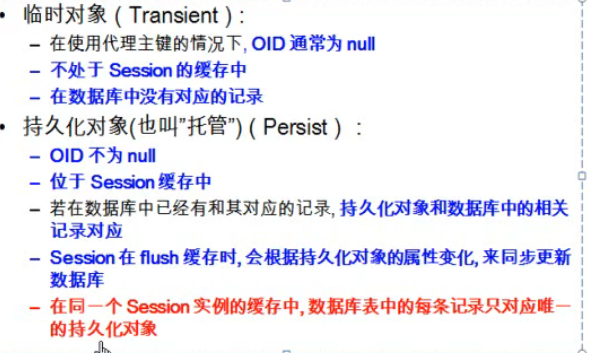 • 临时对象（Transient）：
– 在使用代理主键的情况下, OID 通常为 null
– 不处于 Session 的缓存中
– 在数据库中没有对应的记录
• 持久化对象(也叫”托管”)（Persist）：
– OID 不为 null
– 位于 Session 缓存中
– 若在数据库中已经有和其对应的记录, 持久化对象和数据库中的相关
记录对应
– Session 在 flush 缓存时, 会根据持久化对象的属性变化, 来同步更新
数据库
– 在同一个 Session 实例的缓存中, 数据库表中的每条记录只对应唯一
的持久化对象